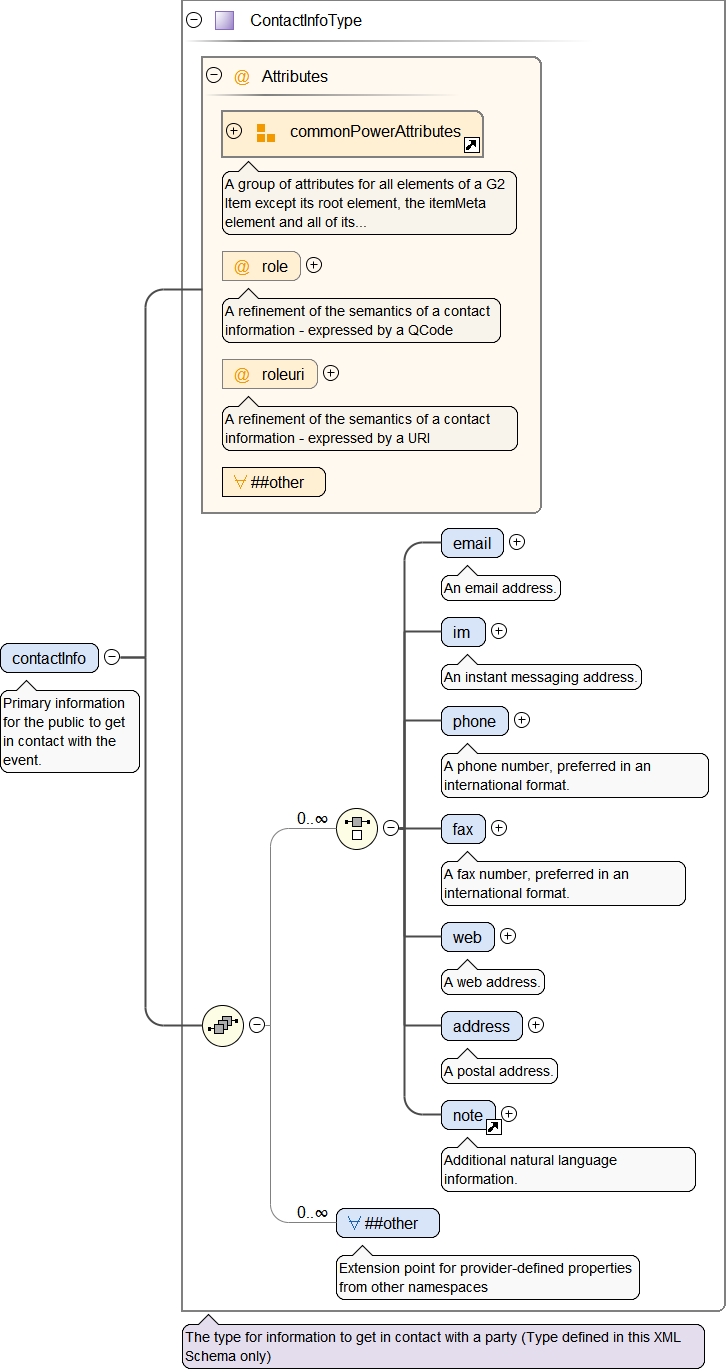 ContactInfoType
@ Attributes
commonPowerAttributes
A group of attributes for all elements of a G2
Item except its root element, the itemMeta
element and all of its...
@ role
A refinement of the semantics of a contact
information - expressed by a QCode
@ roleuri
A refinement of the semantics of a contact
information - expressed by a URI
##other
contactInfo
Primary information
for the public to get
in contact with the
event.
0..∞
email
An email address.
im
An instant messaging address.
phone
A phone number, preferred in an
international format.
fax
A fax number, preferred in an
international format.
web
A web address.
address
A postal address.
note
Additional natural language
information.
0..∞
##other
Extension point for provider-defined properties
from other namespaces
The type for information to get in contact with a party (Type defined in this XML
Schema only)